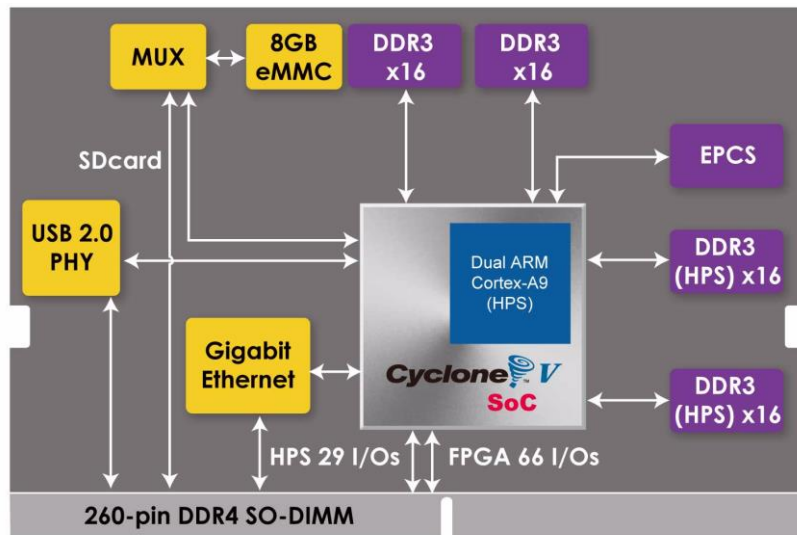 MUX
8GB
eMMC
DDR3
x16
DDR3
x16
SDcard
EPCS
USB 2.0
PHY
Dual ARM
Cortex-A9
(HPS)
DDR3
(HPS) x16
Gigabit
Ethernet
Cyclone V
SoC
DDR3
(HPS) x16
HPS 29 I/Os
FPGA 66 I/Os
260-pin DDR4 SO-DIMM